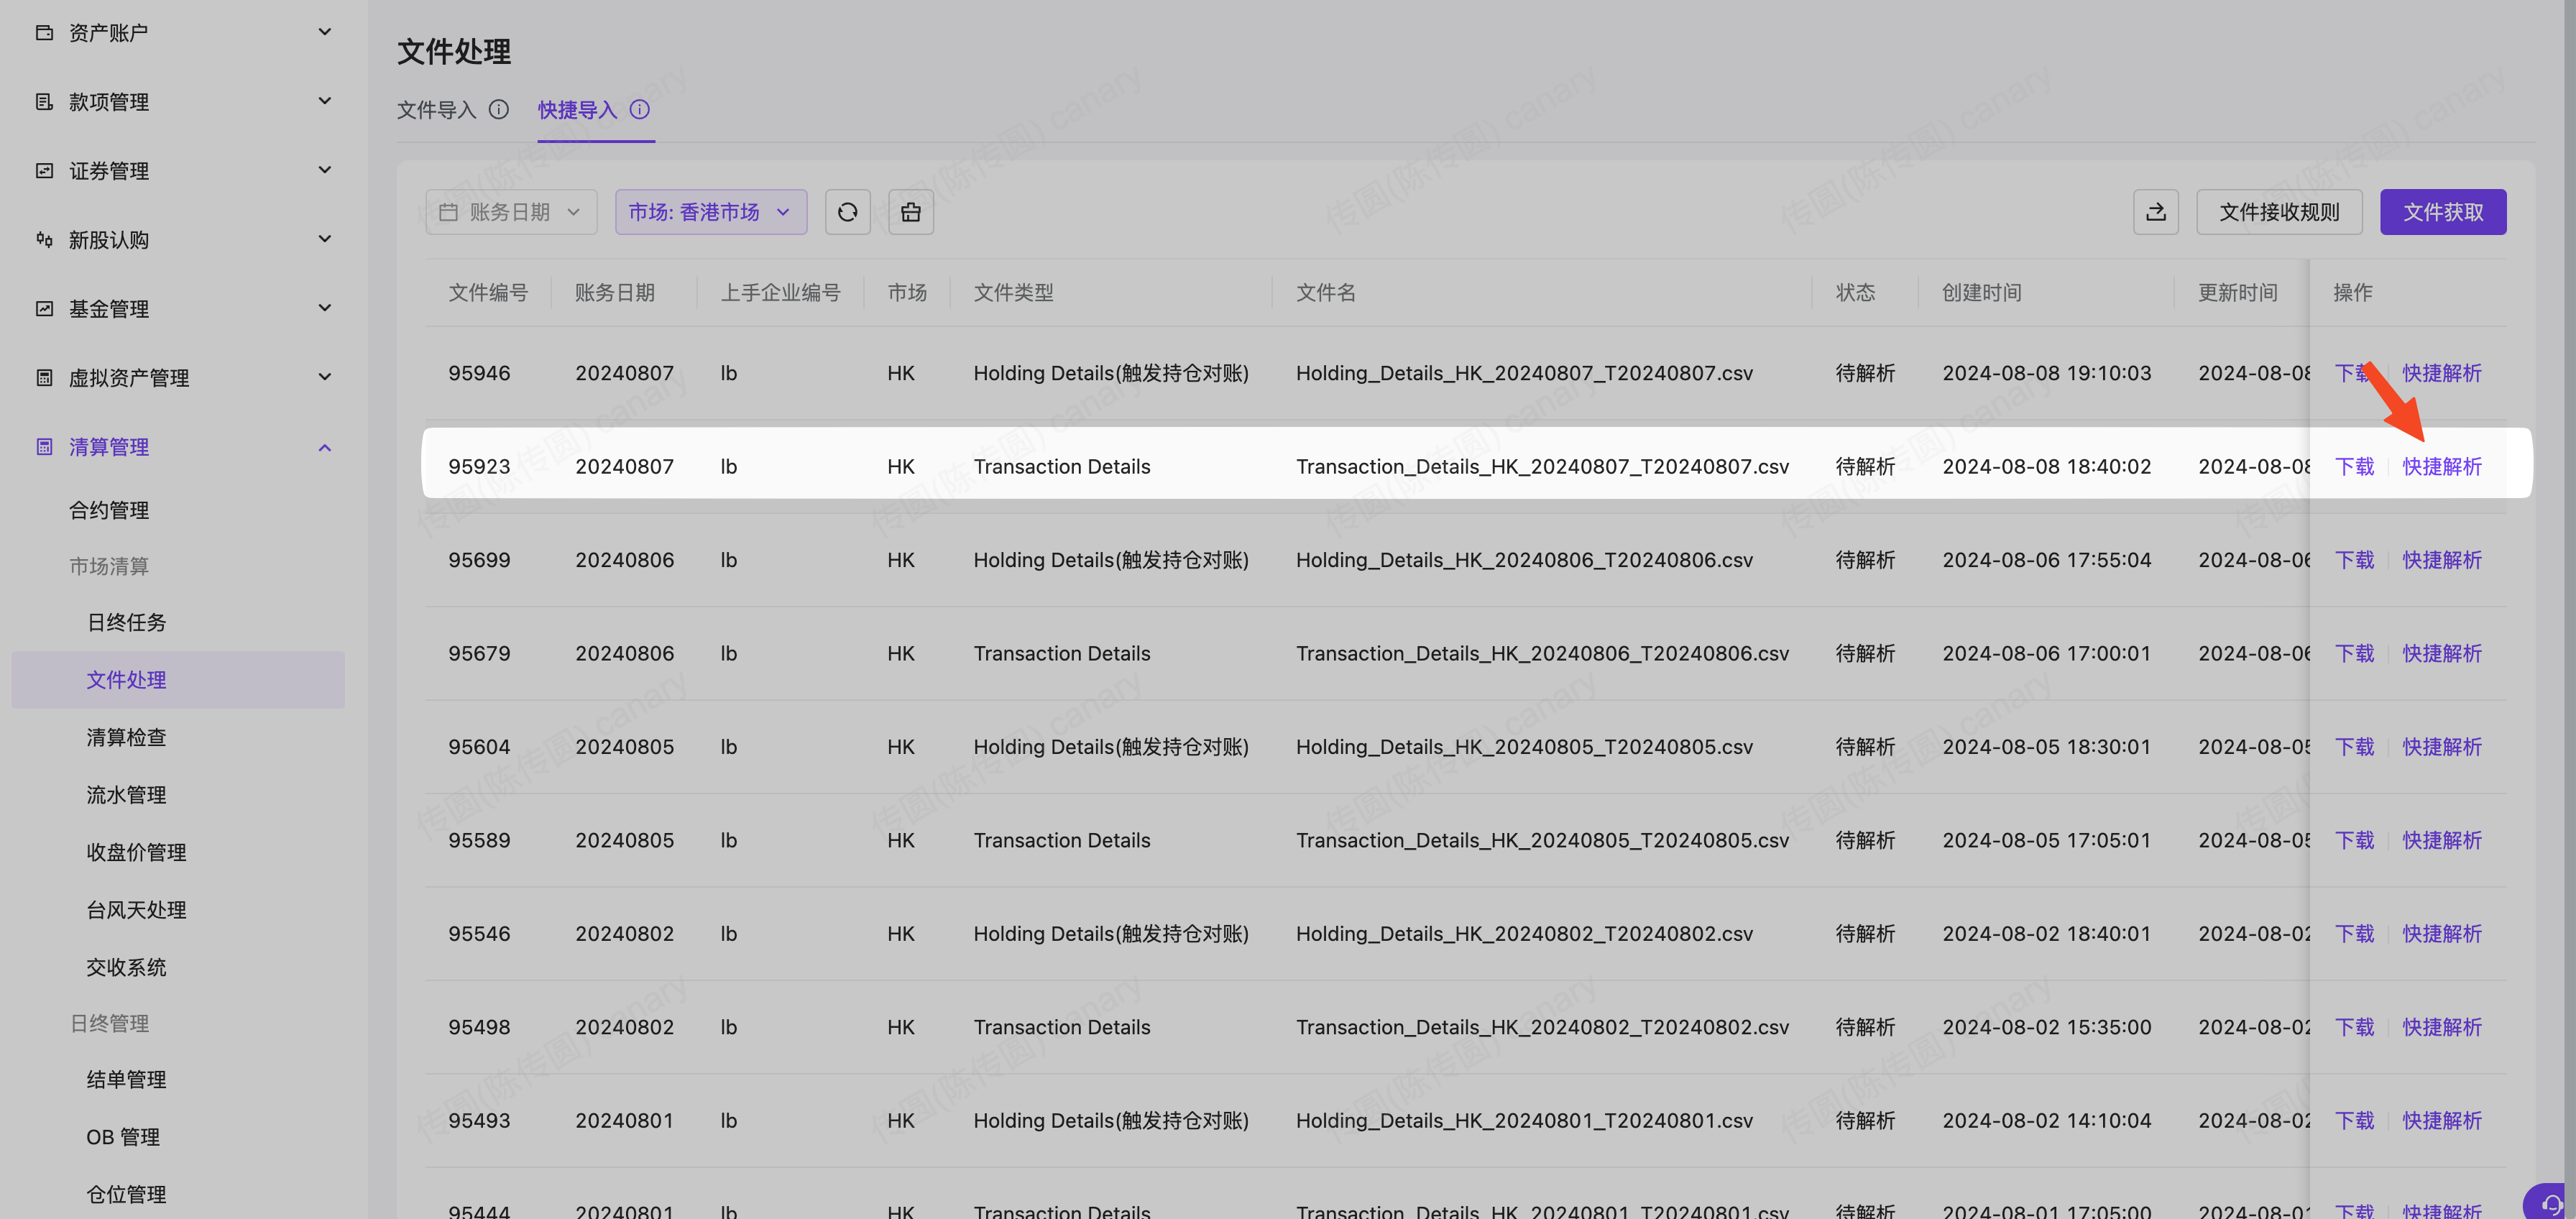 资产账户
款项管理
证券管理
新股认购
基金管理
虚拟资产管理
清算管理
合约管理
市场清算
日终任务
文件处理
清算检查
流水管理
收盘价管理
台风天处理
交收系统
日终管理
结单管理
OB 管理
仓位管理
文件处理
文件导入 快捷导入
账务日期 市场: 香港市场 文件接收规则 文件获取
文件编号 账务日期 上手企业编号 市场 文件类型 文件名 状态 创建时间 更新时间 操作
95946 20240807 lb HK Holding Details(触发持仓对账) Holding_Details_HK_20240807_T20240807.csv 待解析 2024-08-08 19:10:03 2024-08-08 下载 快捷解析
95923 20240807 lb HK Transaction Details Transaction_Details_HK_20240807_T20240807.csv 待解析 2024-08-08 18:40:02 2024-08-08 下载 快捷解析
95699 20240806 lb HK Holding Details(触发持仓对账) Holding_Details_HK_20240806_T20240806.csv 待解析 2024-08-06 17:55:04 2024-08-06 下载 快捷解析
95679 20240806 lb HK Transaction Details Transaction_Details_HK_20240806_T20240806.csv 待解析 2024-08-06 17:00:01 2024-08-06 下载 快捷解析
95604 20240805 lb HK Holding Details(触发持仓对账) Holding_Details_HK_20240805_T20240805.csv 待解析 2024-08-05 18:30:01 2024-08-05 下载 快捷解析
95589 20240805 lb HK Transaction Details Transaction_Details_HK_20240805_T20240805.csv 待解析 2024-08-05 17:05:01 2024-08-05 下载 快捷解析
95546 20240802 lb HK Holding Details(触发持仓对账) Holding_Details_HK_20240802_T20240802.csv 待解析 2024-08-02 18:40:01 2024-08-02 下载 快捷解析
95498 20240802 lb HK Transaction Details Transaction_Details_HK_20240802_T20240802.csv 待解析 2024-08-02 15:35:00 2024-08-02 下载 快捷解析
95493 20240801 lb HK Holding Details(触发持仓对账) Holding_Details_HK_20240801_T20240801.csv 待解析 2024-08-02 14:10:04 2024-08-02 下载 快捷解析
95444 20240801 lb HK Transaction Details Transaction_Details_HK_20240801_T20240801.csv 待解析 2024-08-01 17:05:00 2024-08-01 下载 快捷解析
传圆(陈传圆) canary